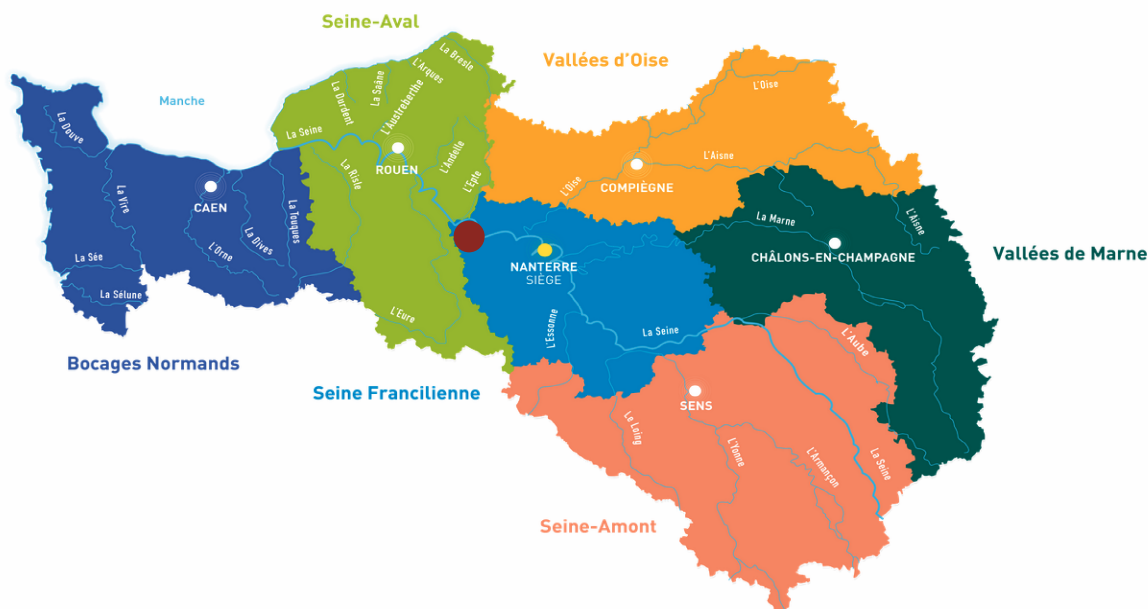 Seine-Aval
Vallées d'Oise
Manche
La Bresle
L'Arques
La Saâne
La Durdent
L'Austreberthe
La Seine
ROUEN
L'Andelle
L'Epte
La Risle
L'Eure
La Douve
La Vire
CAEN
L'Orne
La Dives
La Touques
La Sée
La Sélune
Bocages Normands
L'Oise
L'Oise
L'Aisne
COMPIÈGNE
L'Aisne
La Marne
CHÂLONS-EN-CHAMPAGNE
Vallées de Marne
NANTERRE
SIÈGE
L'Essonne
La Seine
Seine Francilienne
L'Aube
SENS
Le Loing
L'Yonne
L'Armançon
La Seine
Seine-Amont